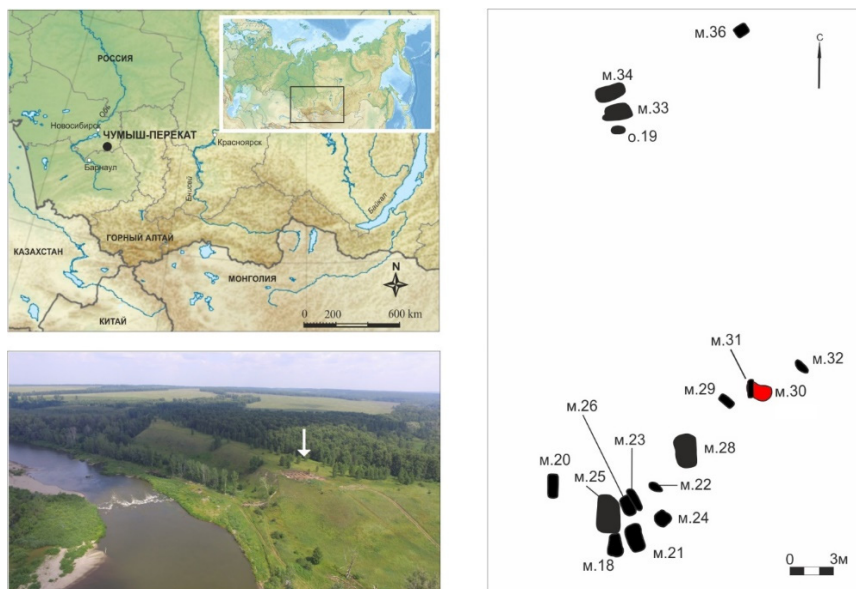 РОССИЯ
Обь
Новосибирск
ЧУМЫШ-ПЕРЕКАТ
Красноярск
Барнаул
Енисей
Байкал
ГОРНЫЙ АЛТАЙ
КАЗАХСТАН
МОНГОЛИЯ
N
КИТАЙ
0 200 600 km
м.36
с
м.34
м.33
о.19
м.31
м.32
м.29
м.30
м.26
м.23
м.28
м.20
м.25
м.22
м.24
м.18
м.21
0 3м